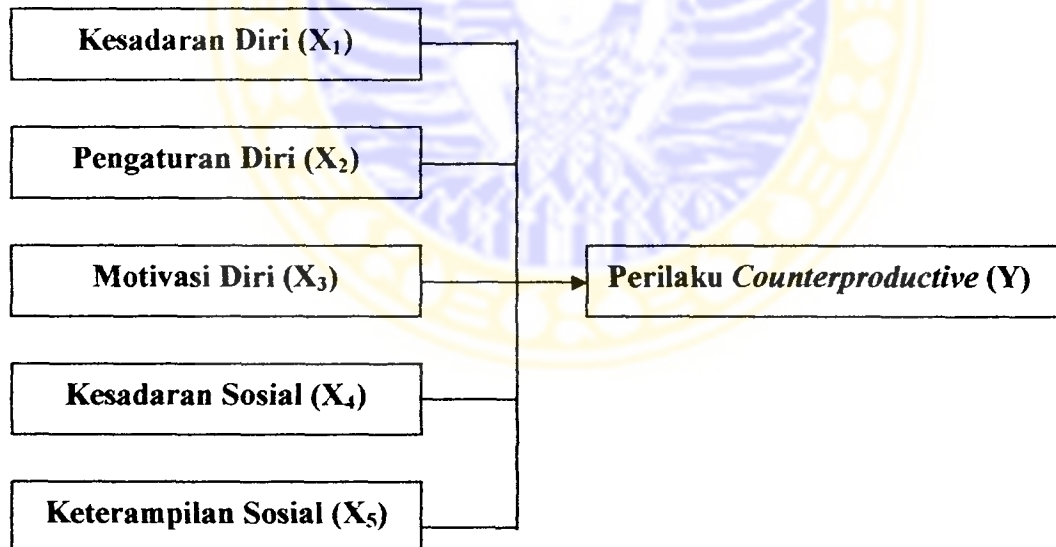 Kesadaran Diri (X₁)
Pengaturan Diri (X₂)
Motivasi Diri (X₃)
Perilaku Counterproductive (Y)
Kesadaran Sosial (X₄)
Keterampilan Sosial (X₅)